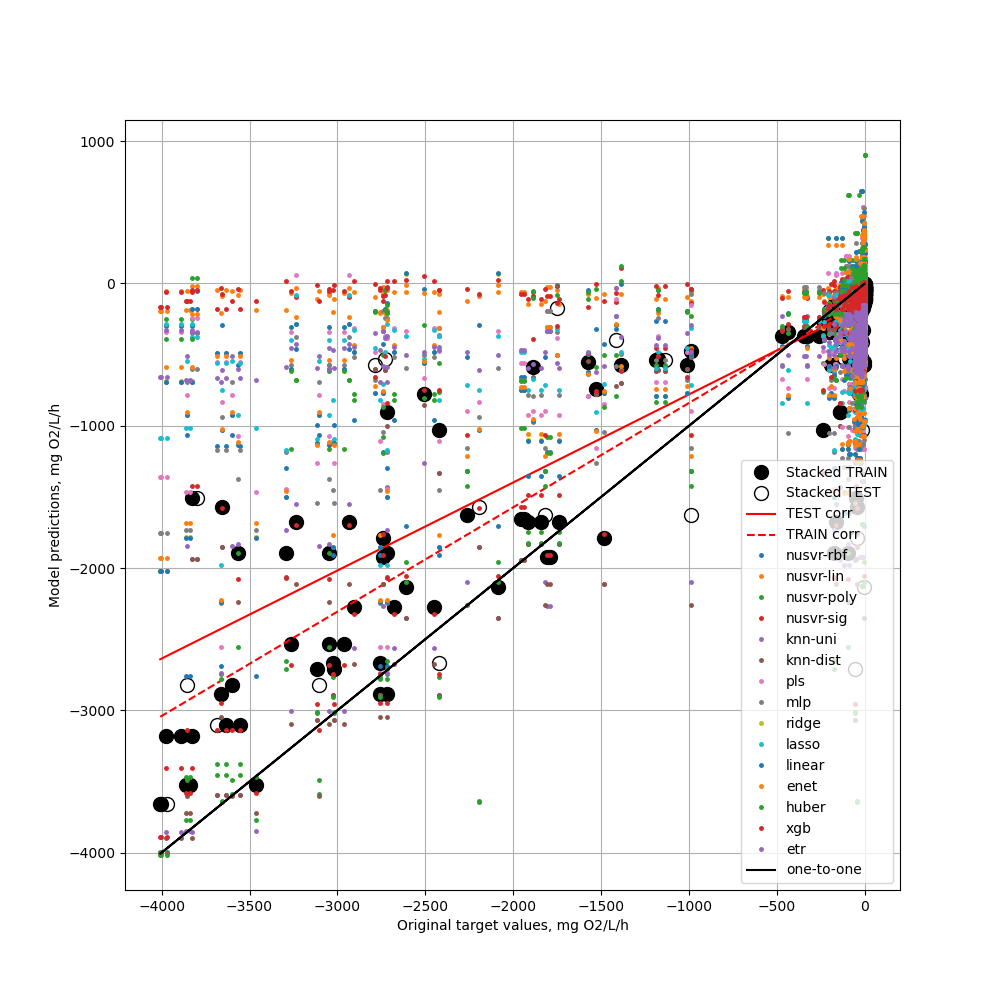 1000
0
−1000
−2000
−3000
−4000
Model predictions, mg O2/L/h
−4000 −3500 −3000 −2500 −2000 −1500 −1000 −500 0
Original target values, mg O2/L/h
Stacked TRAIN
Stacked TEST
TEST corr
TRAIN corr
nusvr-rbf
nusvr-lin
nusvr-poly
nusvr-sig
knn-uni
knn-dist
pls
mlp
ridge
lasso
linear
enet
huber
xgb
etr
one-to-one